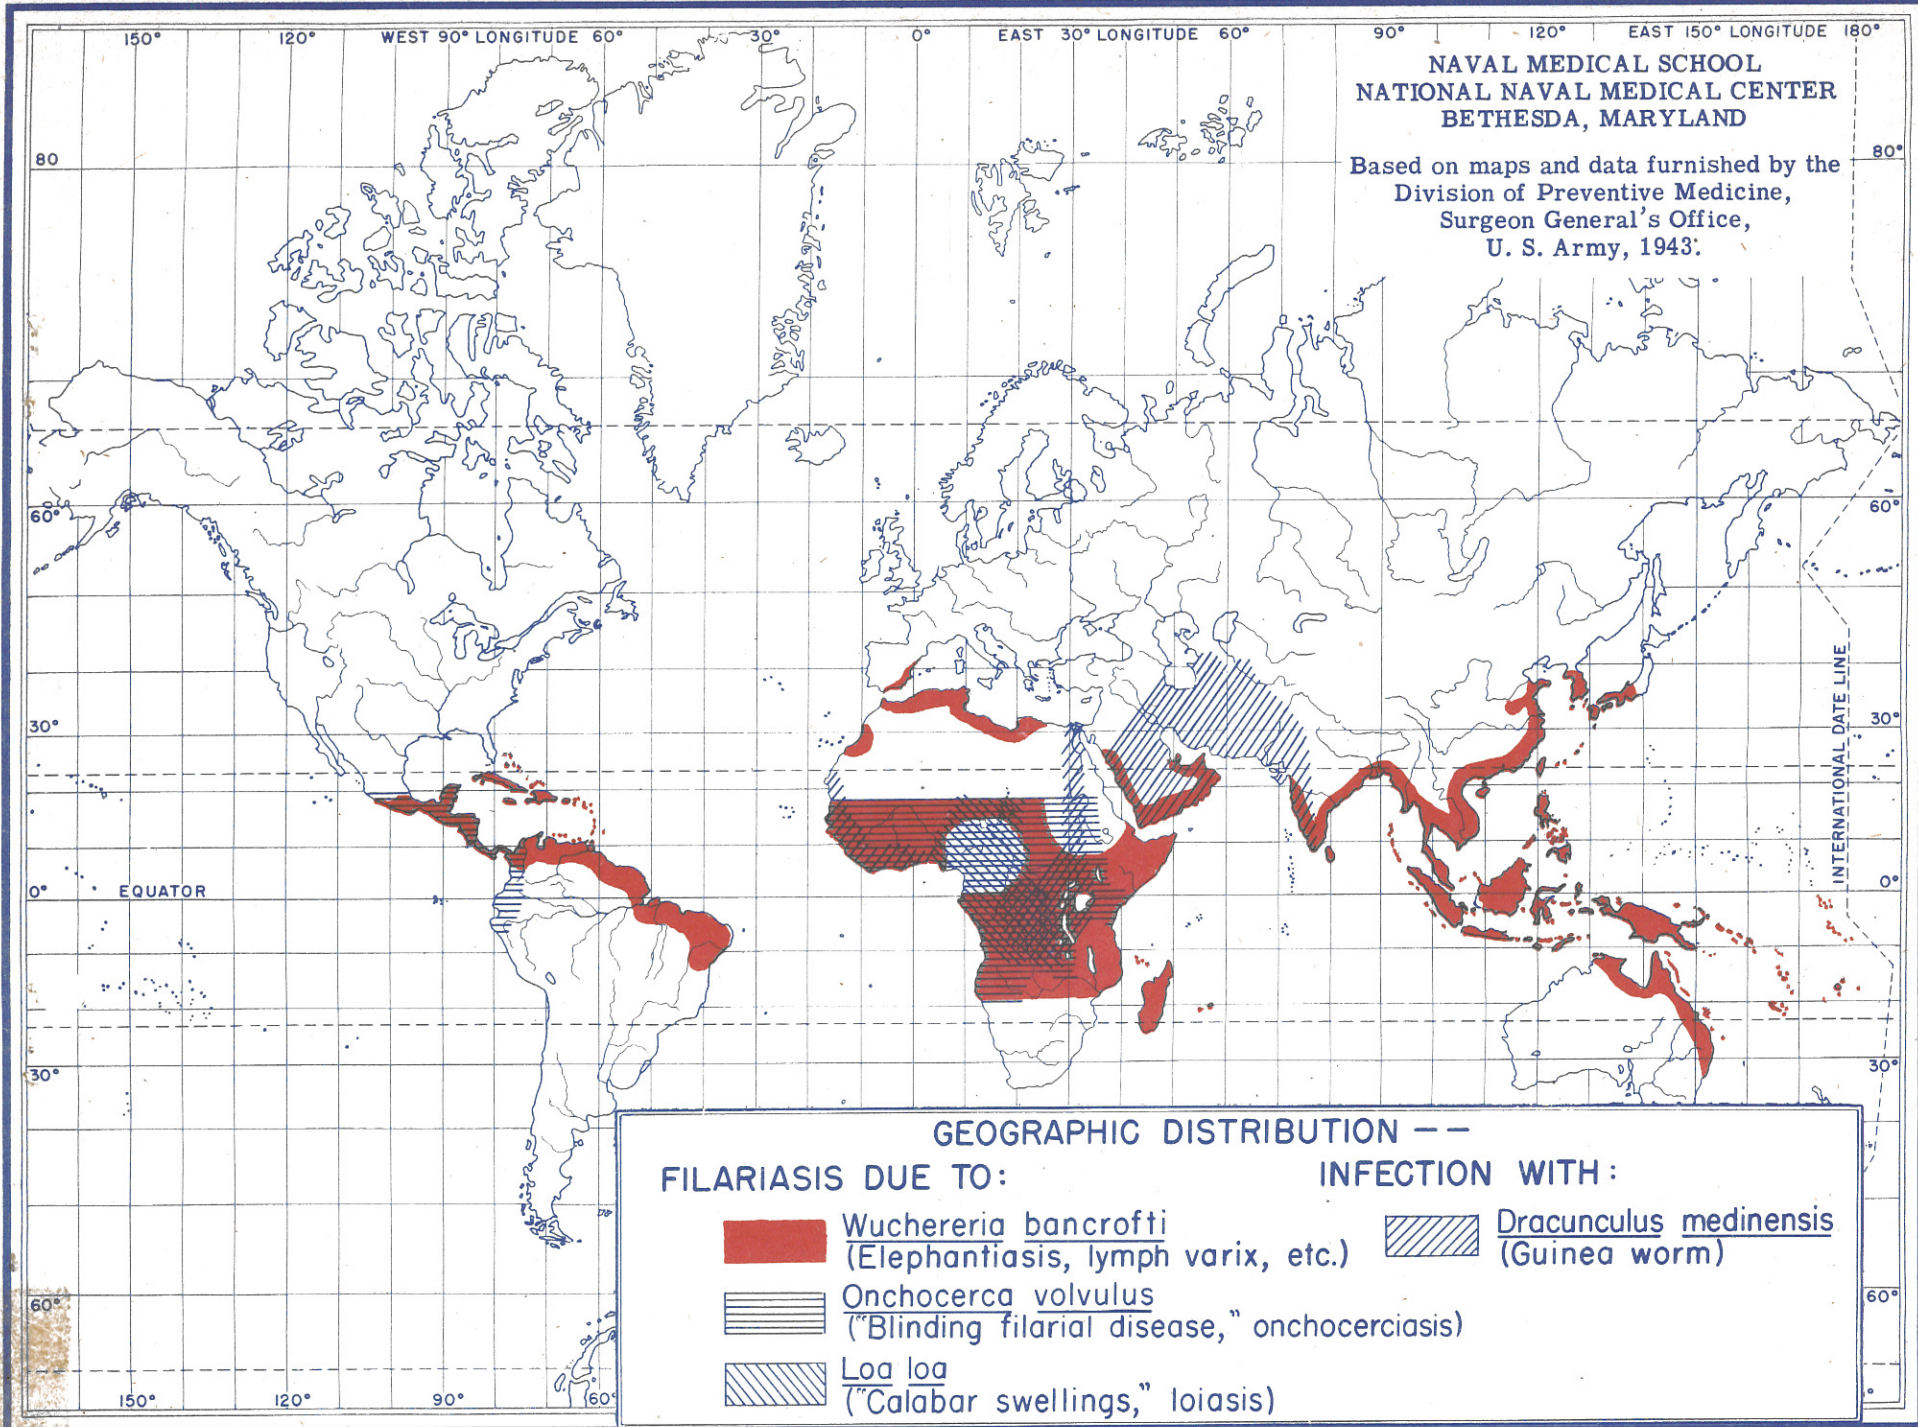 150° 120° WEST 90° LONGITUDE 60° 30° 0° EAST 30° LONGITUDE 60° 90° 120° EAST 150° LONGITUDE 180°
NAVAL MEDICAL SCHOOL
NATIONAL NAVAL MEDICAL CENTER
BETHESDA, MARYLAND
Based on maps and data furnished by the
Division of Preventive Medicine,
Surgeon General's Office,
U. S. Army, 1943.
80 80°
60° 60°
30° 30°
INTERNATIONAL DATE LINE
0° EQUATOR 0°
30° 30°
GEOGRAPHIC DISTRIBUTION — —
FILARIASIS DUE TO:
Wuchereria bancrofti
(Elephantiasis, lymph varix, etc.)
Onchocerca volvulus
("Blinding filarial disease," onchocerciasis)
Loa loa
("Calabar swellings," loiasis)
INFECTION WITH:
Dracunculus medinensis
(Guinea worm)
60° 60°
150° 120° 90° 60°